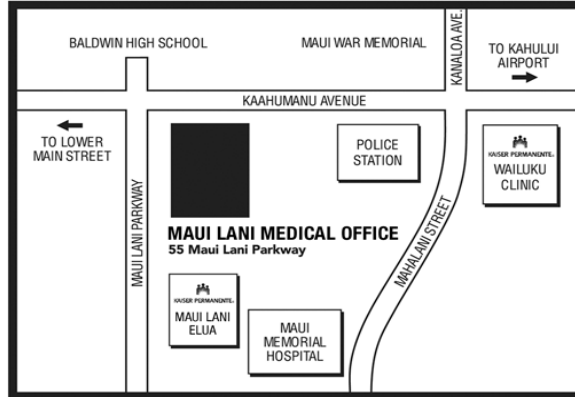 BALDWIN HIGH SCHOOL
MAUI WAR MEMORIAL
KANALOA AVE.
TO KAHULUI
AIRPORT
KAAHUMANU AVENUE
TO LOWER
MAIN STREET
POLICE
STATION
KAISER PERMANENTE®
WAILUKU
CLINIC
MAUI LANI PARKWAY
MAUI LANI MEDICAL OFFICE
55 Maui Lani Parkway
MAHALANI STREET
KAISER PERMANENTE®
MAUI LANI
ELUA
MAUI
MEMORIAL
HOSPITAL